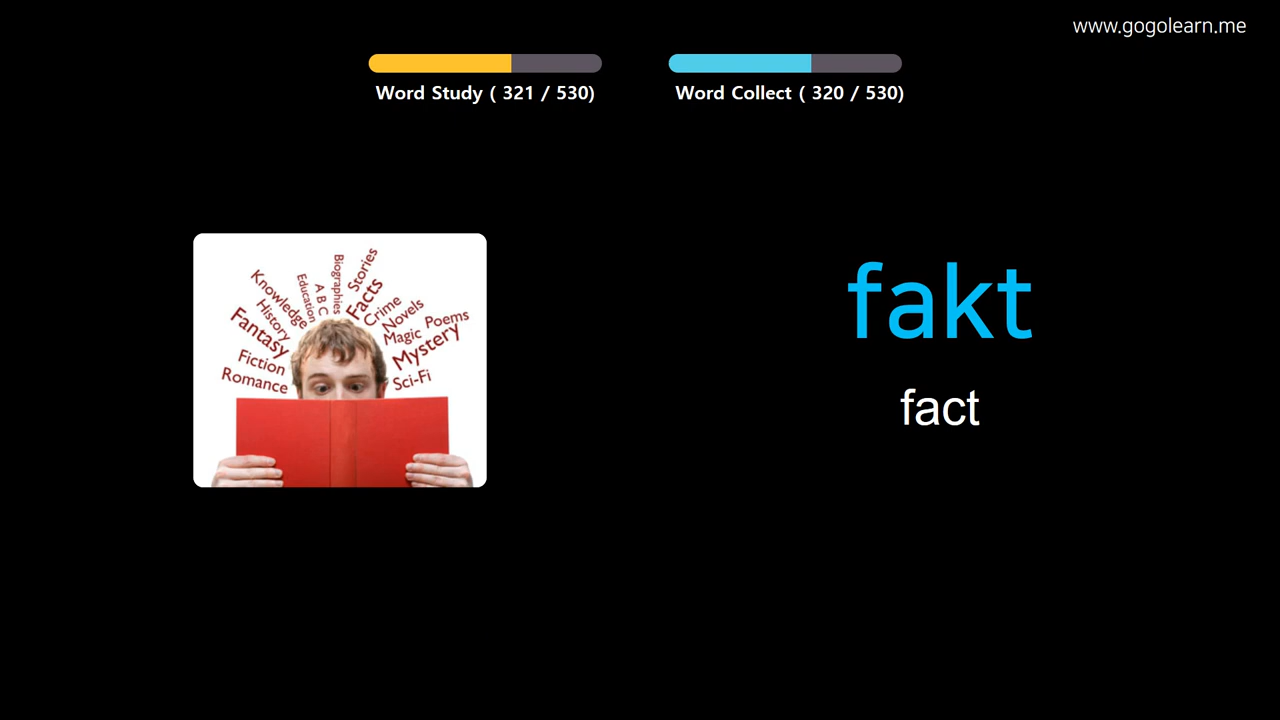 www.gogolearn.me
Word Study ( 321 / 530)
Word Collect ( 320 / 530)
Knowledge
History
Fantasy
Fiction
Romance
Education
A B C
Biographies
Stories
Facts
Crime
Novels
Magic
Poems
Mystery
Sci-Fi
fakt
fact